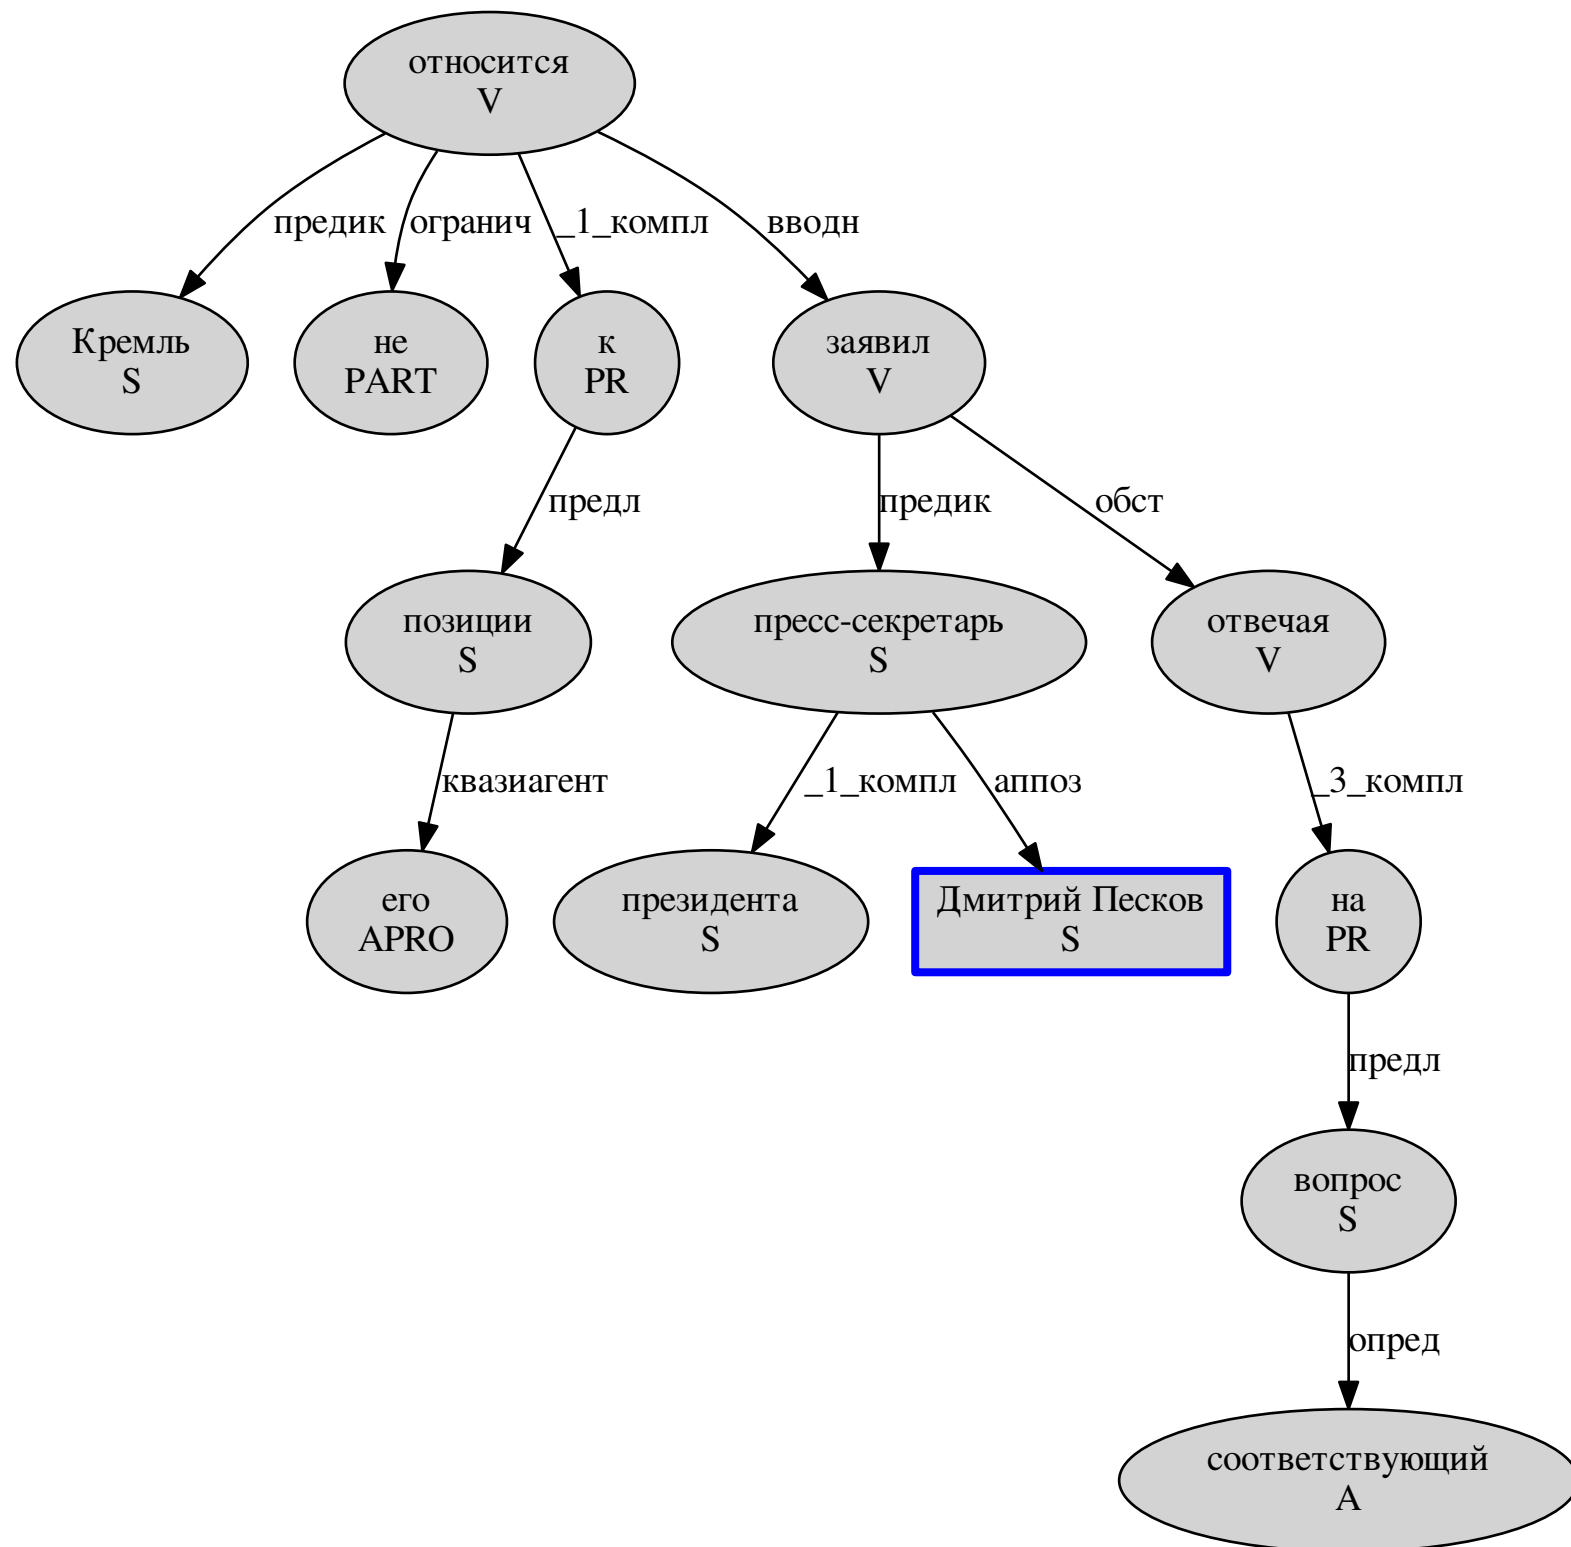 относится
V
предик
огранич
_1_компл
вводн
Кремль
S
не
PART
к
PR
заявил
V
предл
предик
обст
позиции
S
пресс-секретарь
S
отвечая
V
квазиагент
_1_компл
аппоз
_3_компл
его
APRO
президента
S
Дмитрий Песков
S
на
PR
предл
вопрос
S
опред
соответствующий
A